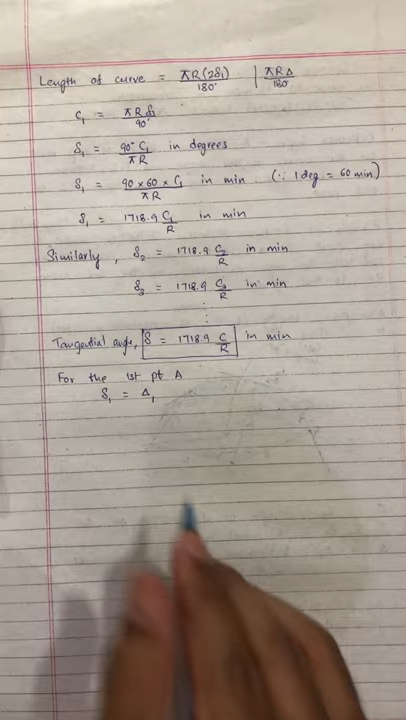 Length of curve = πR(2δ₁)/180° | πRΔ/180
C₁ = πRδ₁/90°
δ₁ = 90° C₁/πR in degrees
δ₁ = 90 × 60 × C₁/πR in min (∵ 1 deg = 60 min)
δ₁ = 1718.9 C₁/R in min
Similarly, δ₂ = 1718.9 C₂/R in min
δ₃ = 1718.9 C₃/R in min
⋮
Tangential angle, δ = 1718.9 C/R in min
For the 1st pt A
δ₁ = Δ₁